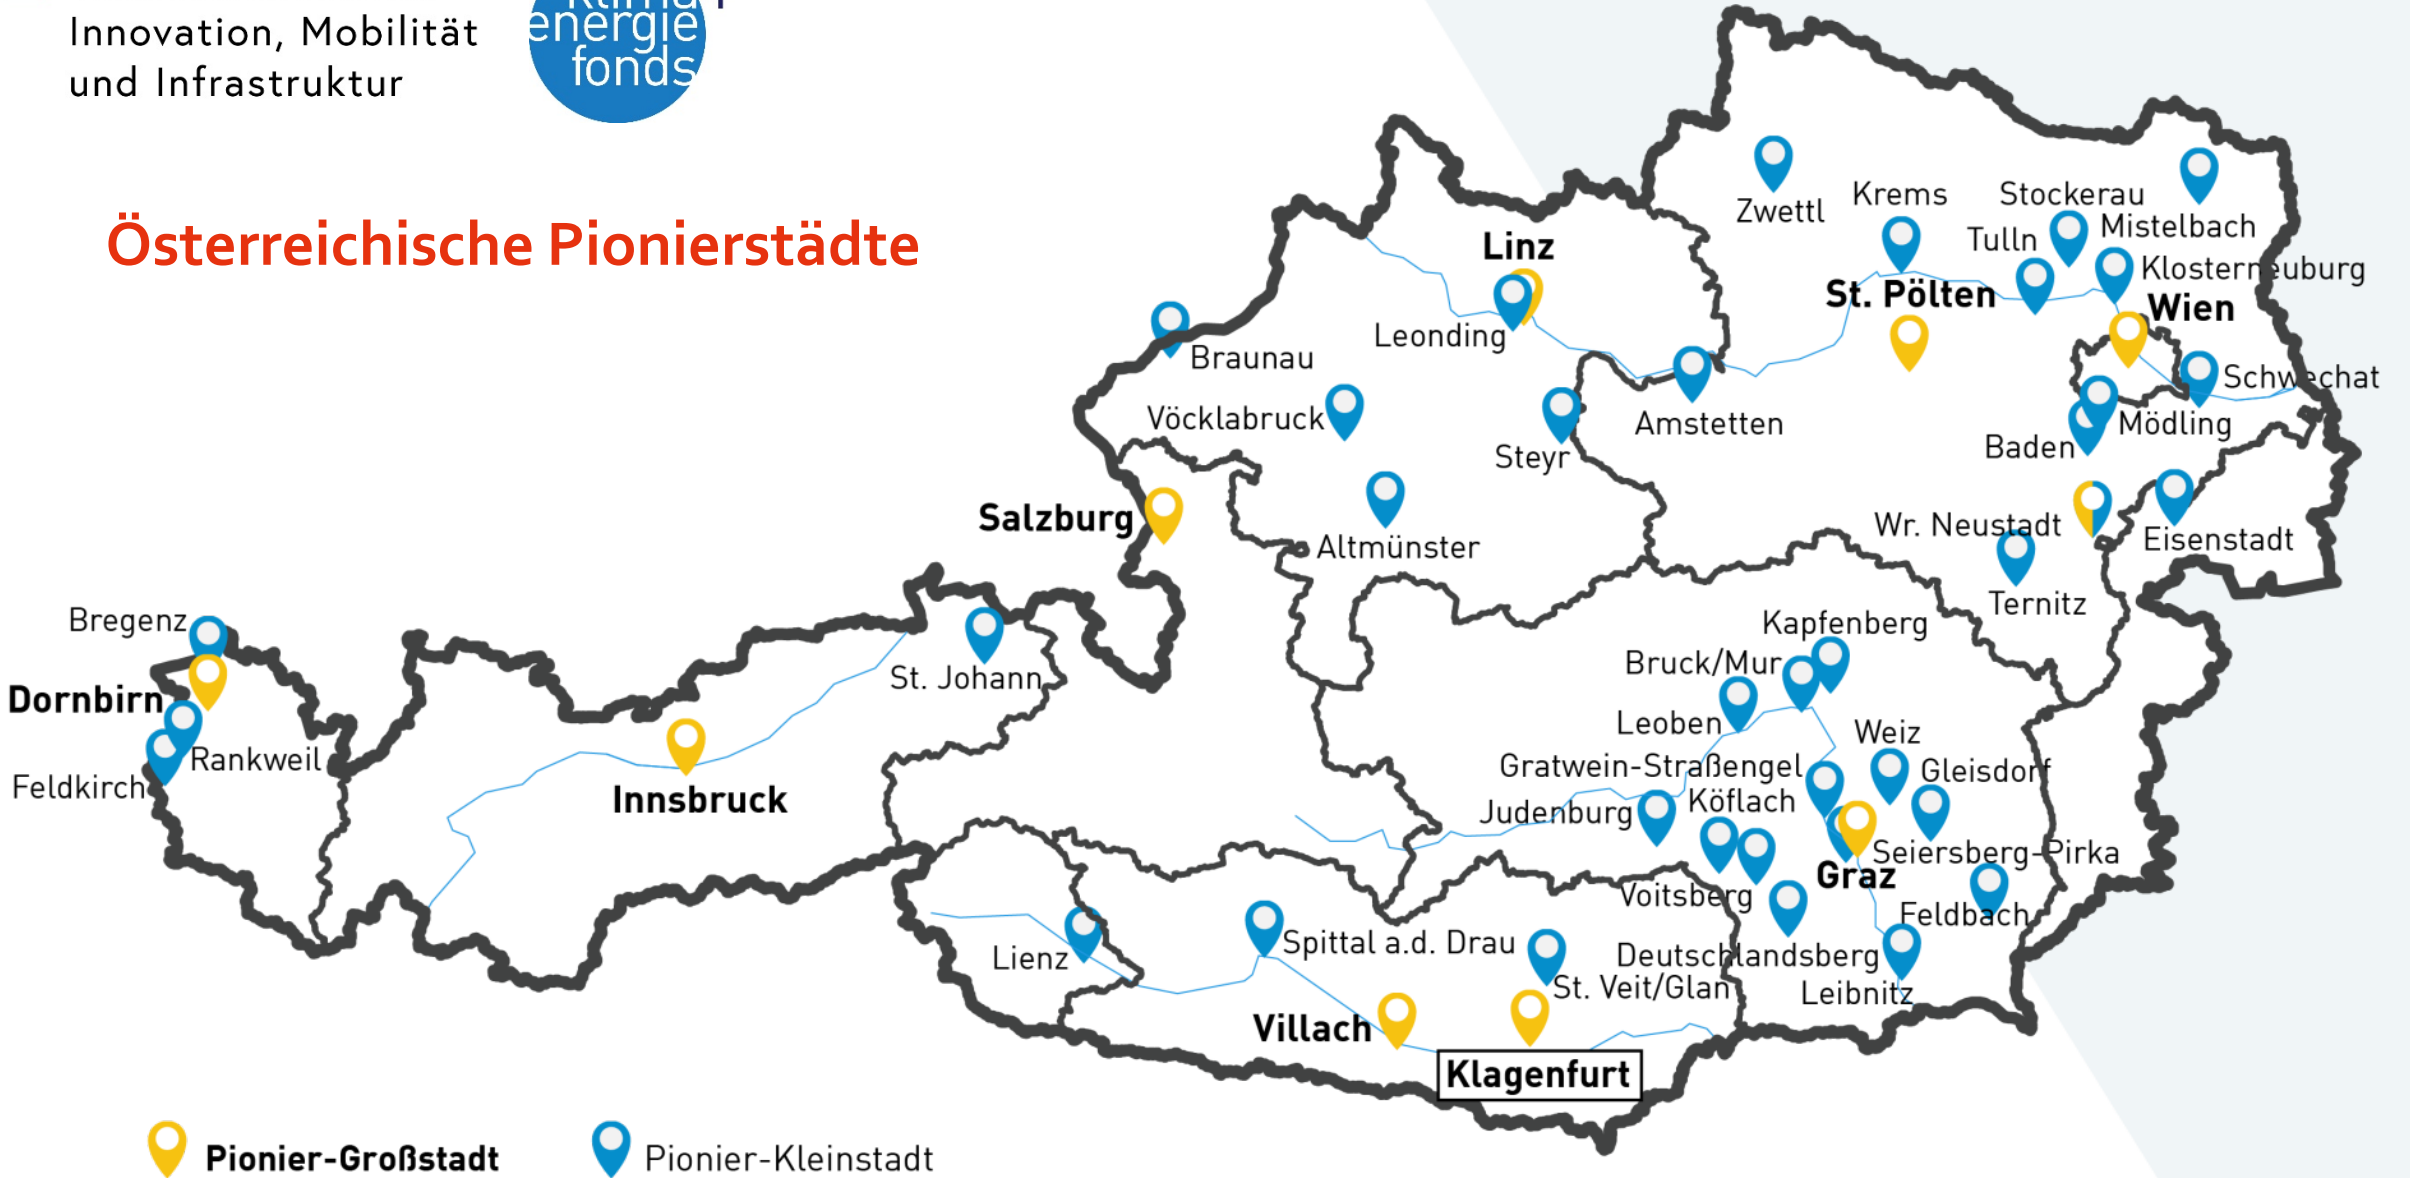 Innovation, Mobilität
und Infrastruktur
energie
fonds
Österreichische Pionierstädte
Zwettl
Krems
Stockerau
Mistelbach
Tulln
Klosterneuburg
Linz
St. Pölten
Wien
Leonding
Braunau
Schwechat
Vöcklabruck
Amstetten
Mödling
Baden
Steyr
Salzburg
Wr. Neustadt
Eisenstadt
Altmünster
Ternitz
Bregenz
Kapfenberg
Bruck/Mur
St. Johann
Dornbirn
Leoben
Weiz
Rankweil
Gratwein-Straßengel
Gleisdorf
Feldkirch
Innsbruck
Köflach
Judenburg
Seiersberg-Pirka
Graz
Voitsberg
Feldbach
Spittal a.d. Drau
Lienz
Deutschlandsberg
St. Veit/Glan
Leibnitz
Villach
Klagenfurt
Pionier-Großstadt
Pionier-Kleinstadt